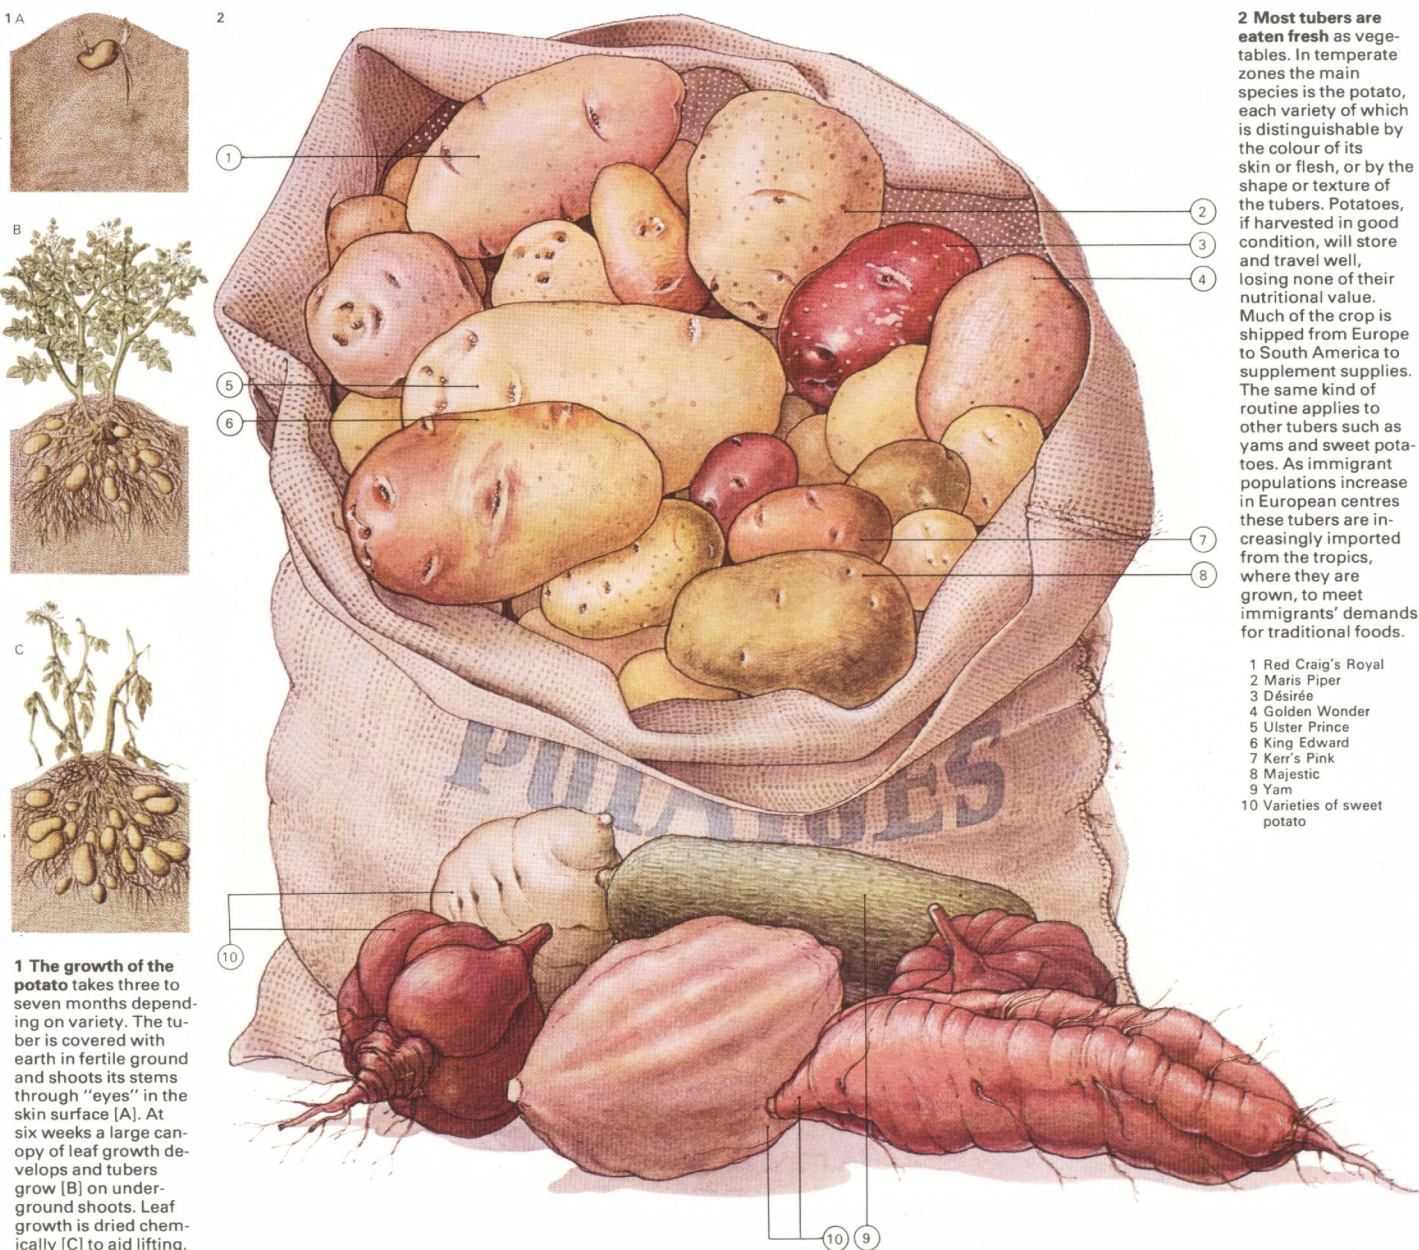 1 A
2
B
C
1
2
3
4
5
6
7
8
10
10
9
POTATOES
1 The growth of the
potato takes three to
seven months depend-
ing on variety. The tu-
ber is covered with
earth in fertile ground
and shoots its stems
through "eyes" in the
skin surface [A]. At
six weeks a large can-
opy of leaf growth de-
velops and tubers
grow [B] on under-
ground shoots. Leaf
growth is dried chem-
ically [C] to aid lifting.
2 Most tubers are
eaten fresh as vege-
tables. In temperate
zones the main
species is the potato,
each variety of which
is distinguishable by
the colour of its
skin or flesh, or by the
shape or texture of
the tubers. Potatoes,
if harvested in good
condition, will store
and travel well,
losing none of their
nutritional value.
Much of the crop is
shipped from Europe
to South America to
supplement supplies.
The same kind of
routine applies to
other tubers such as
yams and sweet pota-
toes. As immigrant
populations increase
in European centres
these tubers are in-
creasingly imported
from the tropics,
where they are
grown, to meet
immigrants' demands
for traditional foods.
1 Red Craig's Royal
2 Maris Piper
3 Désirée
4 Golden Wonder
5 Ulster Prince
6 King Edward
7 Kerr's Pink
8 Majestic
9 Yam
10 Varieties of sweet
potato